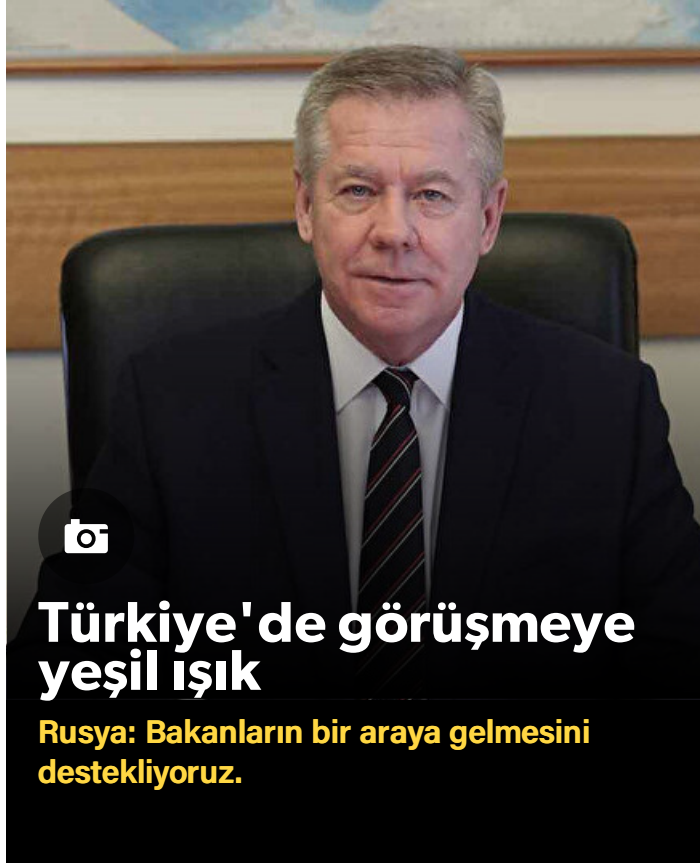 Türkiye'de görüşmeye
yeşil ışık
Rusya: Bakanların bir araya gelmesini
destekliyoruz.